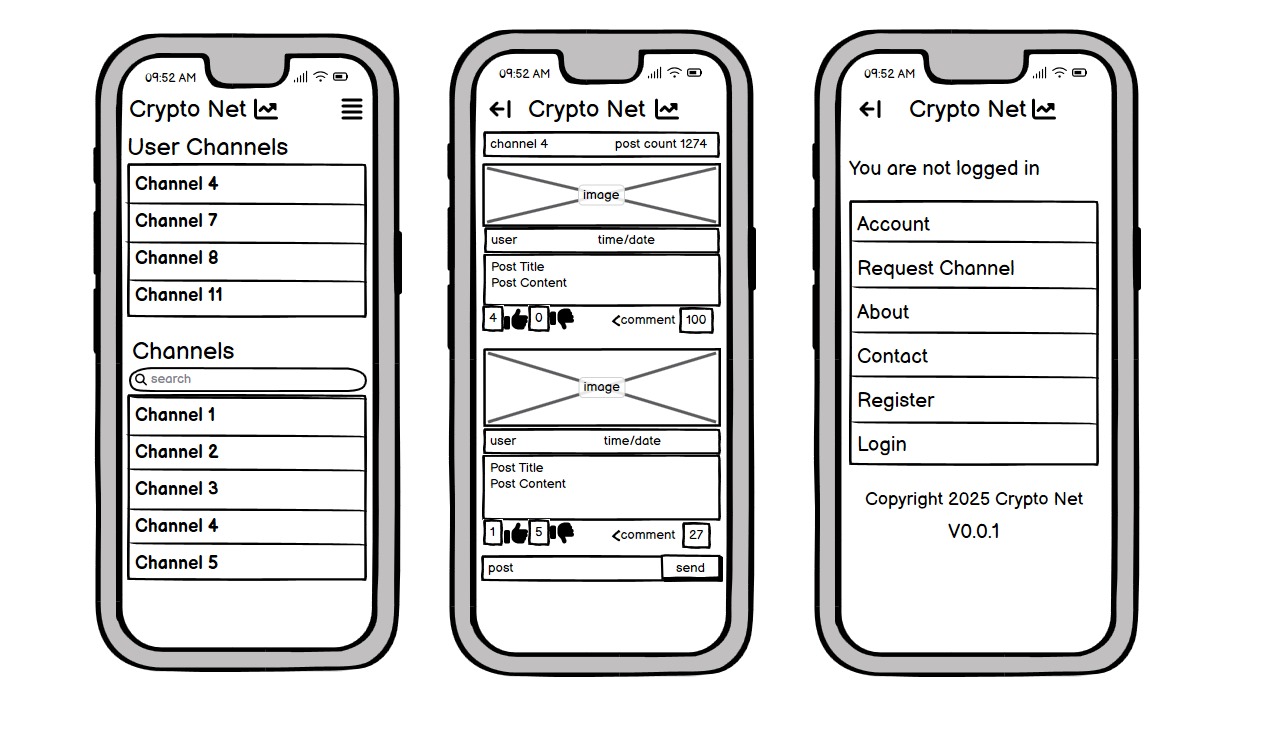 09:52 AM
Crypto Net
User Channels
Channel 4
Channel 7
Channel 8
Channel 11
Channels
search
Channel 1
Channel 2
Channel 3
Channel 4
Channel 5
09:52 AM
Crypto Net
channel 4 post count 1274
image
user time/date
Post Title
Post Content
4 0 <comment 100
image
user time/date
Post Title
Post Content
1 5 <comment 27
post send
09:52 AM
Crypto Net
You are not logged in
Account
Request Channel
About
Contact
Register
Login
Copyright 2025 Crypto Net
V0.0.1